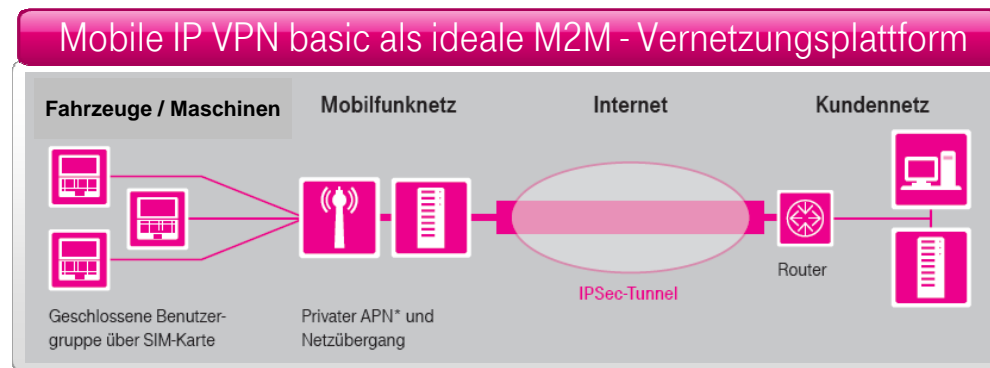 Mobile IP VPN basic als ideale M2M - Vernetzungsplattform
Fahrzeuge / Maschinen
Mobilfunknetz
Internet
Kundennetz
Router
IPSec-Tunnel
Geschlossene Benutzer-
gruppe über SIM-Karte
Privater APN* und
Netzübergang